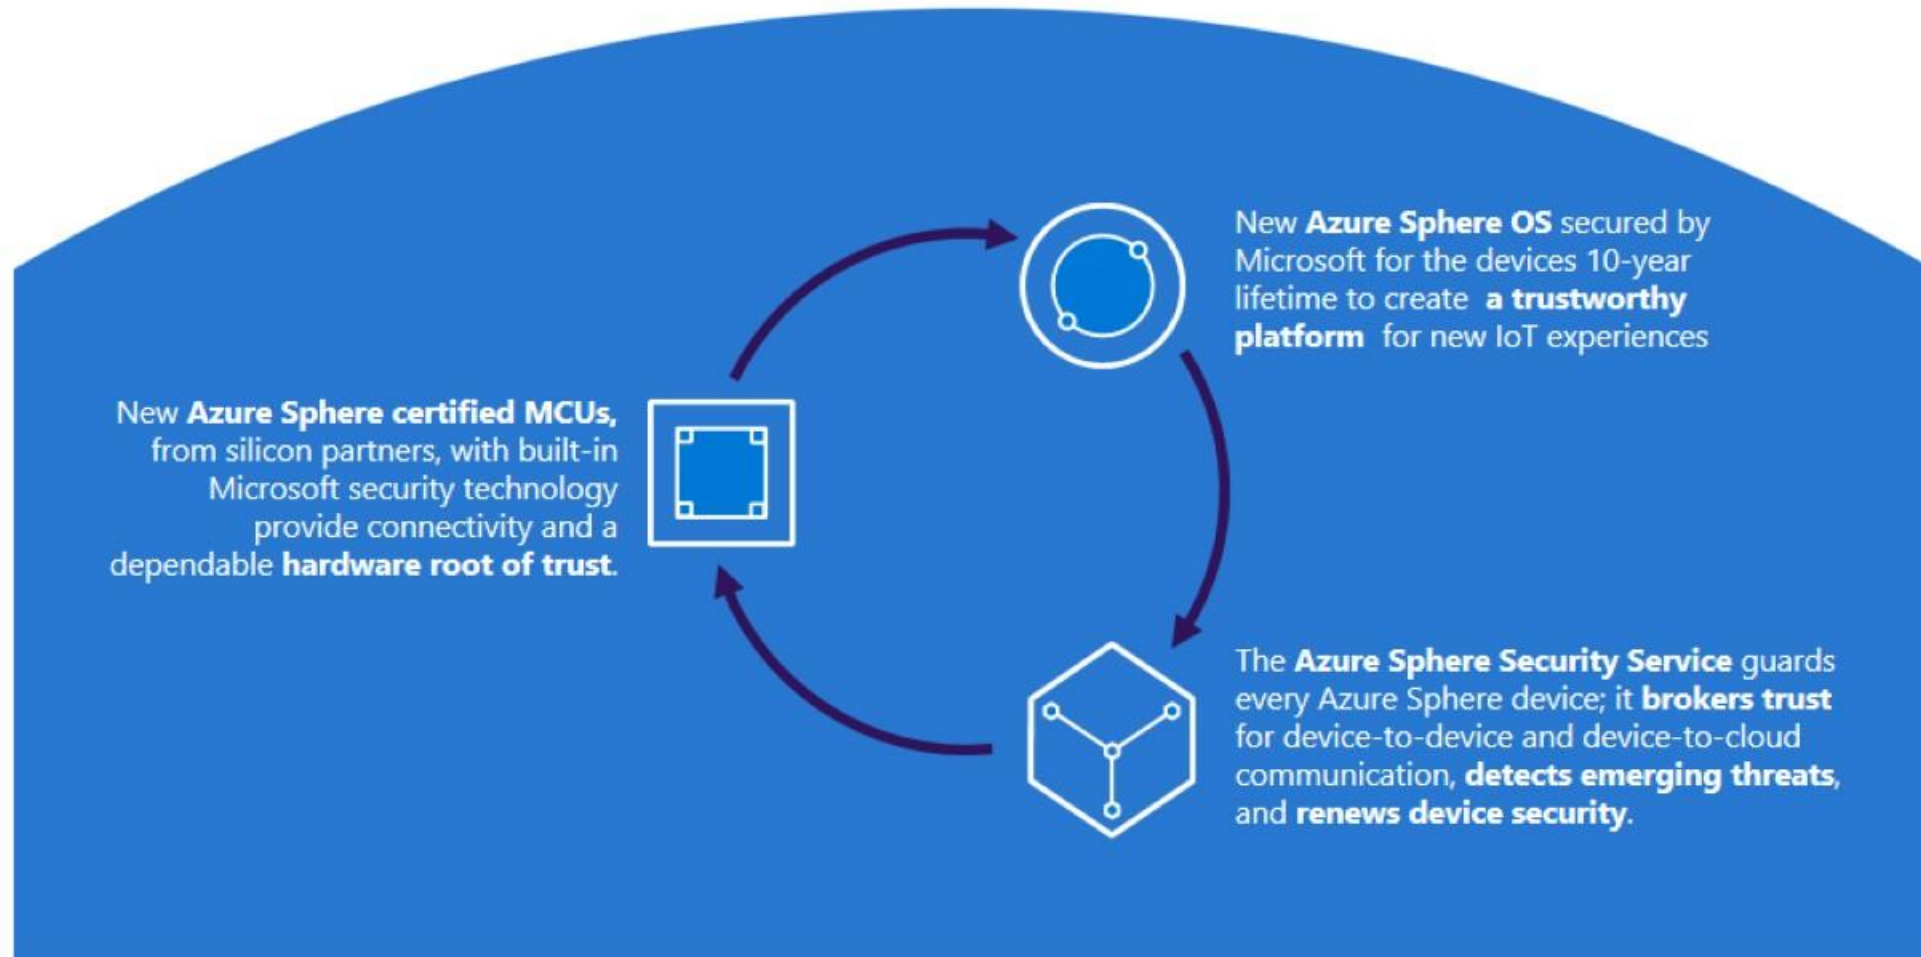 New Azure Sphere OS secured by
Microsoft for the devices 10-year
lifetime to create a trustworthy
platform for new IoT experiences
New Azure Sphere certified MCUs,
from silicon partners, with built-in
Microsoft security technology
provide connectivity and a
dependable hardware root of trust.
The Azure Sphere Security Service guards
every Azure Sphere device; it brokers trust
for device-to-device and device-to-cloud
communication, detects emerging threats,
and renews device security.